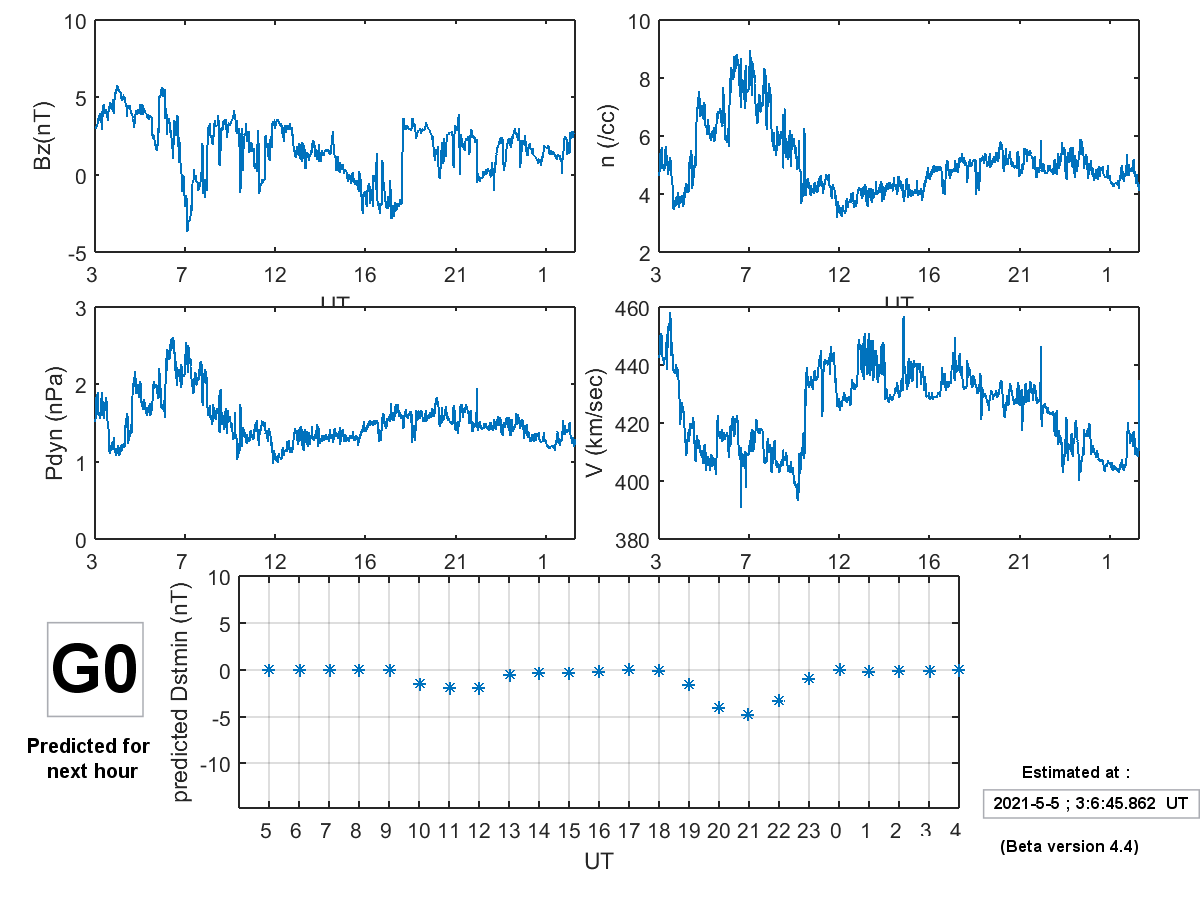 10
5
0
-5
Bz(nT)
3 7 12 16 21 1
UT
10
8
6
4
2
n (/cc)
3 7 12 16 21 1
UT
3
2
1
0
Pdyn (nPa)
3 7 12 16 21 1
460
440
420
400
380
V (km/sec)
3 7 12 16 21 1
10
5
0
-5
-10
predicted Dstmin (nT)
5 6 7 8 9 10 11 12 13 14 15 16 17 18 19 20 21 22 23 0 1 2 3 4
UT
G0
Predicted for
next hour
Estimated at :
2021-5-5 ; 3:6:45.862 UT
(Beta version 4.4)